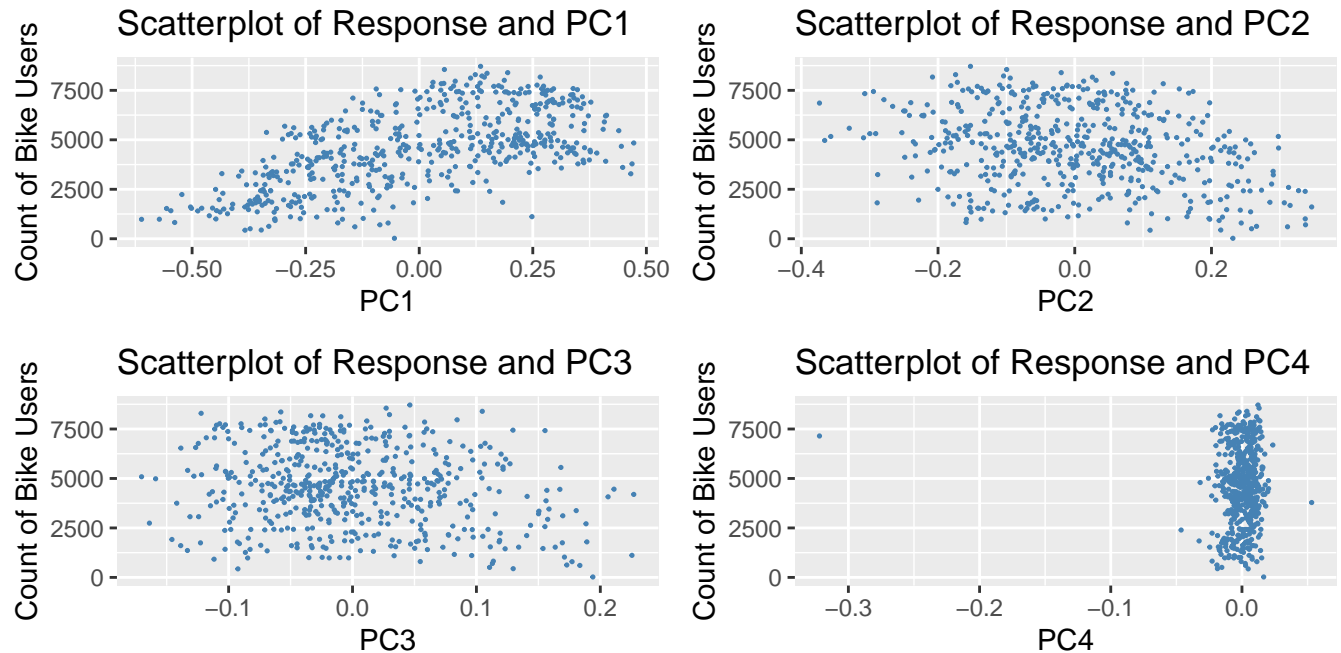 Scatterplot of Response and PC1
Count of Bike Users
7500
5000
2500
0
−0.50 −0.25 0.00 0.25 0.50
PC1
Scatterplot of Response and PC2
Count of Bike Users
7500
5000
2500
0
−0.4 −0.2 0.0 0.2
PC2
Scatterplot of Response and PC3
Count of Bike Users
7500
5000
2500
0
−0.1 0.0 0.1 0.2
PC3
Scatterplot of Response and PC4
Count of Bike Users
7500
5000
2500
0
−0.3 −0.2 −0.1 0.0
PC4